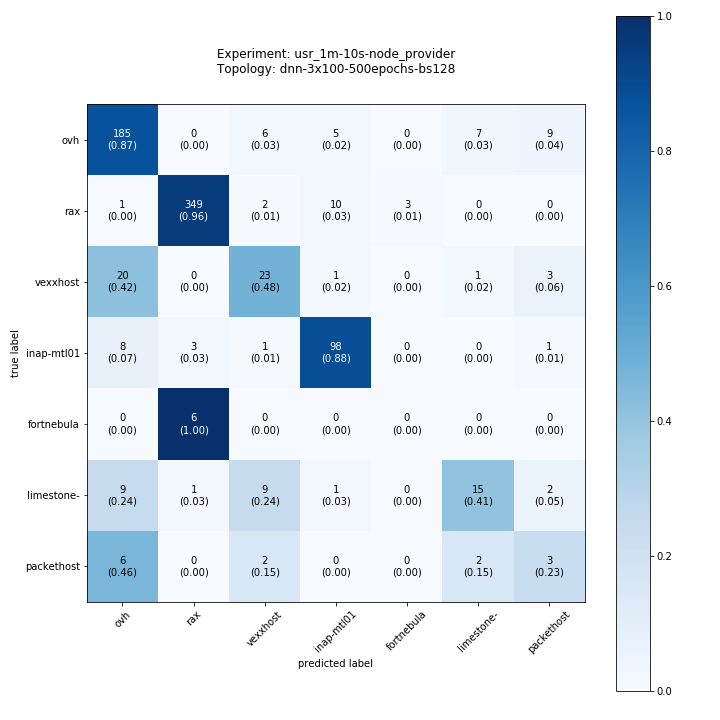 Experiment: usr_1m-10s-node_provider
Topology: dnn-3x100-500epochs-bs128
true label
ovh 185 0 6 5 0 7 9
(0.87) (0.00) (0.03) (0.02) (0.00) (0.03) (0.04)
rax 1 349 2 10 3 0 0
(0.00) (0.96) (0.01) (0.03) (0.01) (0.00) (0.00)
vexxhost 20 0 23 1 0 1 3
(0.42) (0.00) (0.48) (0.02) (0.00) (0.02) (0.06)
inap-mtl01 8 3 1 98 0 0 1
(0.07) (0.03) (0.01) (0.88) (0.00) (0.00) (0.01)
fortnebula 0 6 0 0 0 0 0
(0.00) (1.00) (0.00) (0.00) (0.00) (0.00) (0.00)
limestone- 9 1 9 1 0 15 2
(0.24) (0.03) (0.24) (0.03) (0.00) (0.41) (0.05)
packethost 6 0 2 0 0 2 3
(0.46) (0.00) (0.15) (0.00) (0.00) (0.15) (0.23)
ovh rax vexxhost inap-mtl01 fortnebula limestone- packethost
predicted label
1.0
0.8
0.6
0.4
0.2
0.0